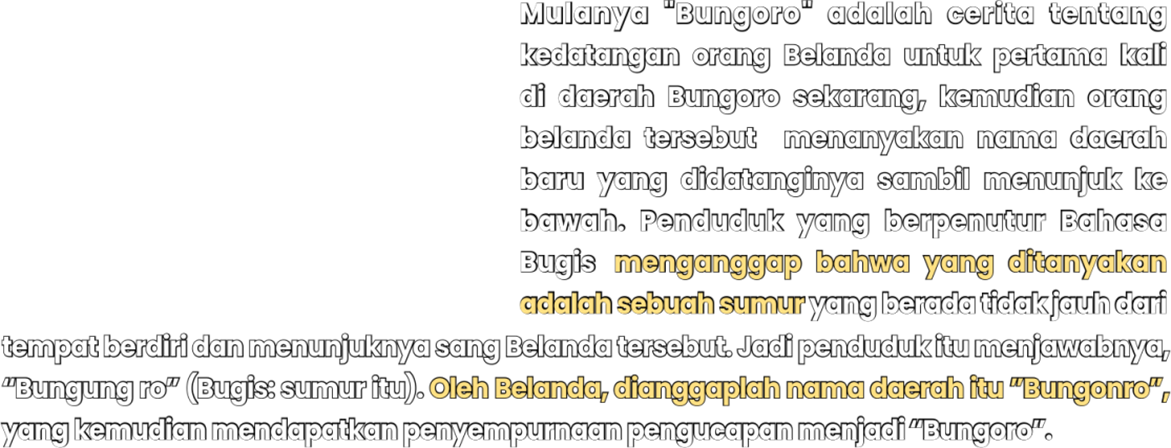 Mulanya "Bungoro" adalah cerita tentang
kedatangan orang Belanda untuk pertama kali
di daerah Bungoro sekarang, kemudian orang
belanda tersebut menanyakan nama daerah
baru yang didatanginya sambil menunjuk ke
bawah. Penduduk yang berpenutur Bahasa
Bugis menganggap bahwa yang ditanyakan
adalah sebuah sumur yang berada tidak jauh dari
tempat berdiri dan menunjuknya sang Belanda tersebut. Jadi penduduk itu menjawabnya,
“Bungung ro” (Bugis: sumur itu). Oleh Belanda, dianggaplah nama daerah itu “Bungonro”,
yang kemudian mendapatkan penyempurnaan pengucapan menjadi “Bungoro”.